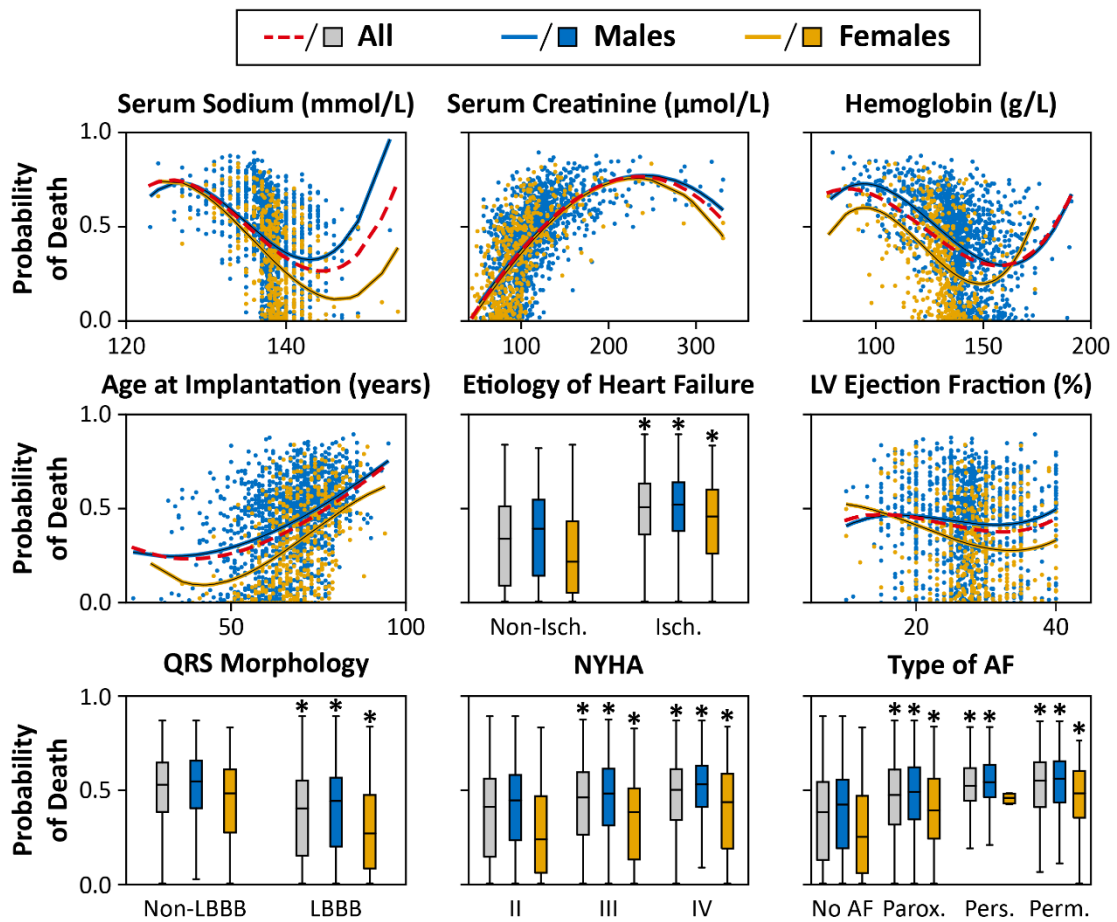 / All / Males / Females
Serum Sodium (mmol/L) Serum Creatinine (µmol/L) Hemoglobin (g/L)
Probability of Death
1.0
0.5
0.0
120 140
100 200 300
100 150 200
Age at Implantation (years) Etiology of Heart Failure LV Ejection Fraction (%)
Probability of Death
1.0
0.5
0.0
50 100
* * *
Non-Isch. Isch.
20 40
QRS Morphology NYHA Type of AF
Probability of Death
1.0
0.5
0.0
* * *
Non-LBBB LBBB
* * * * * *
II III IV
* * * * * * * *
No AF Parox. Pers. Perm.